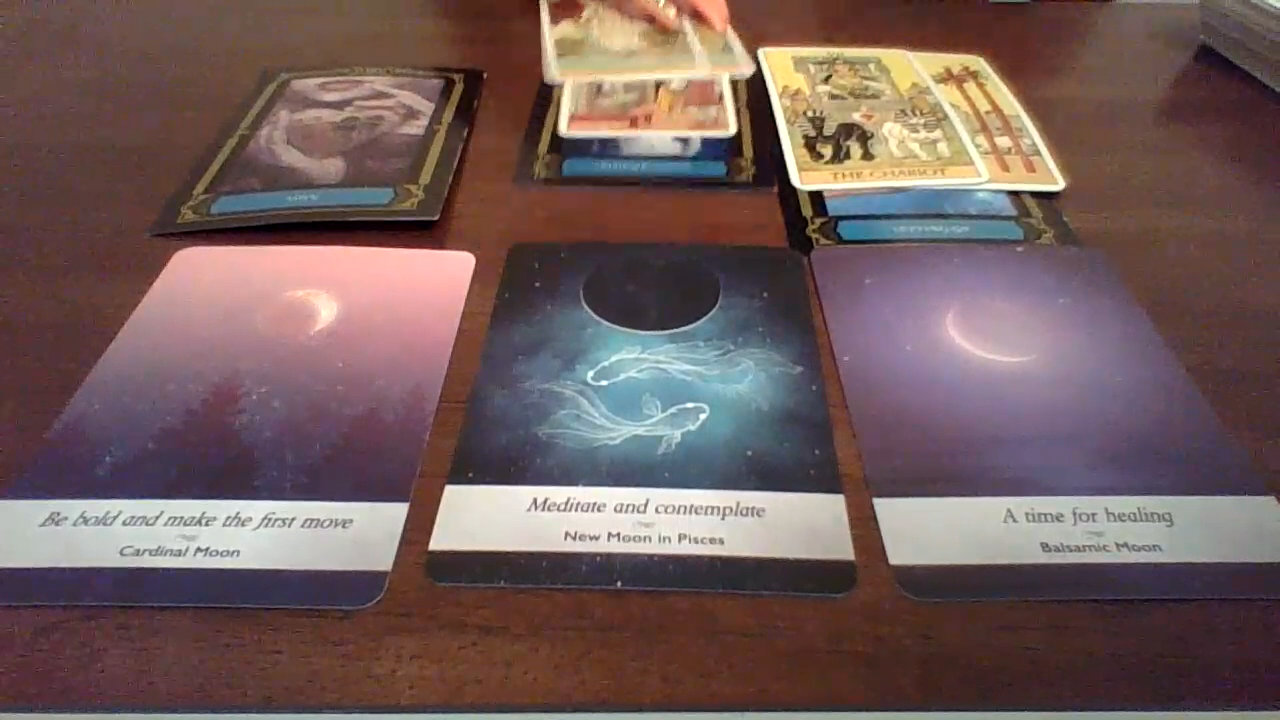 THE CHARIOT
Be bold and make the first move
Cardinal Moon
Meditate and contemplate
New Moon in Pisces
A time for healing
Balsamic Moon